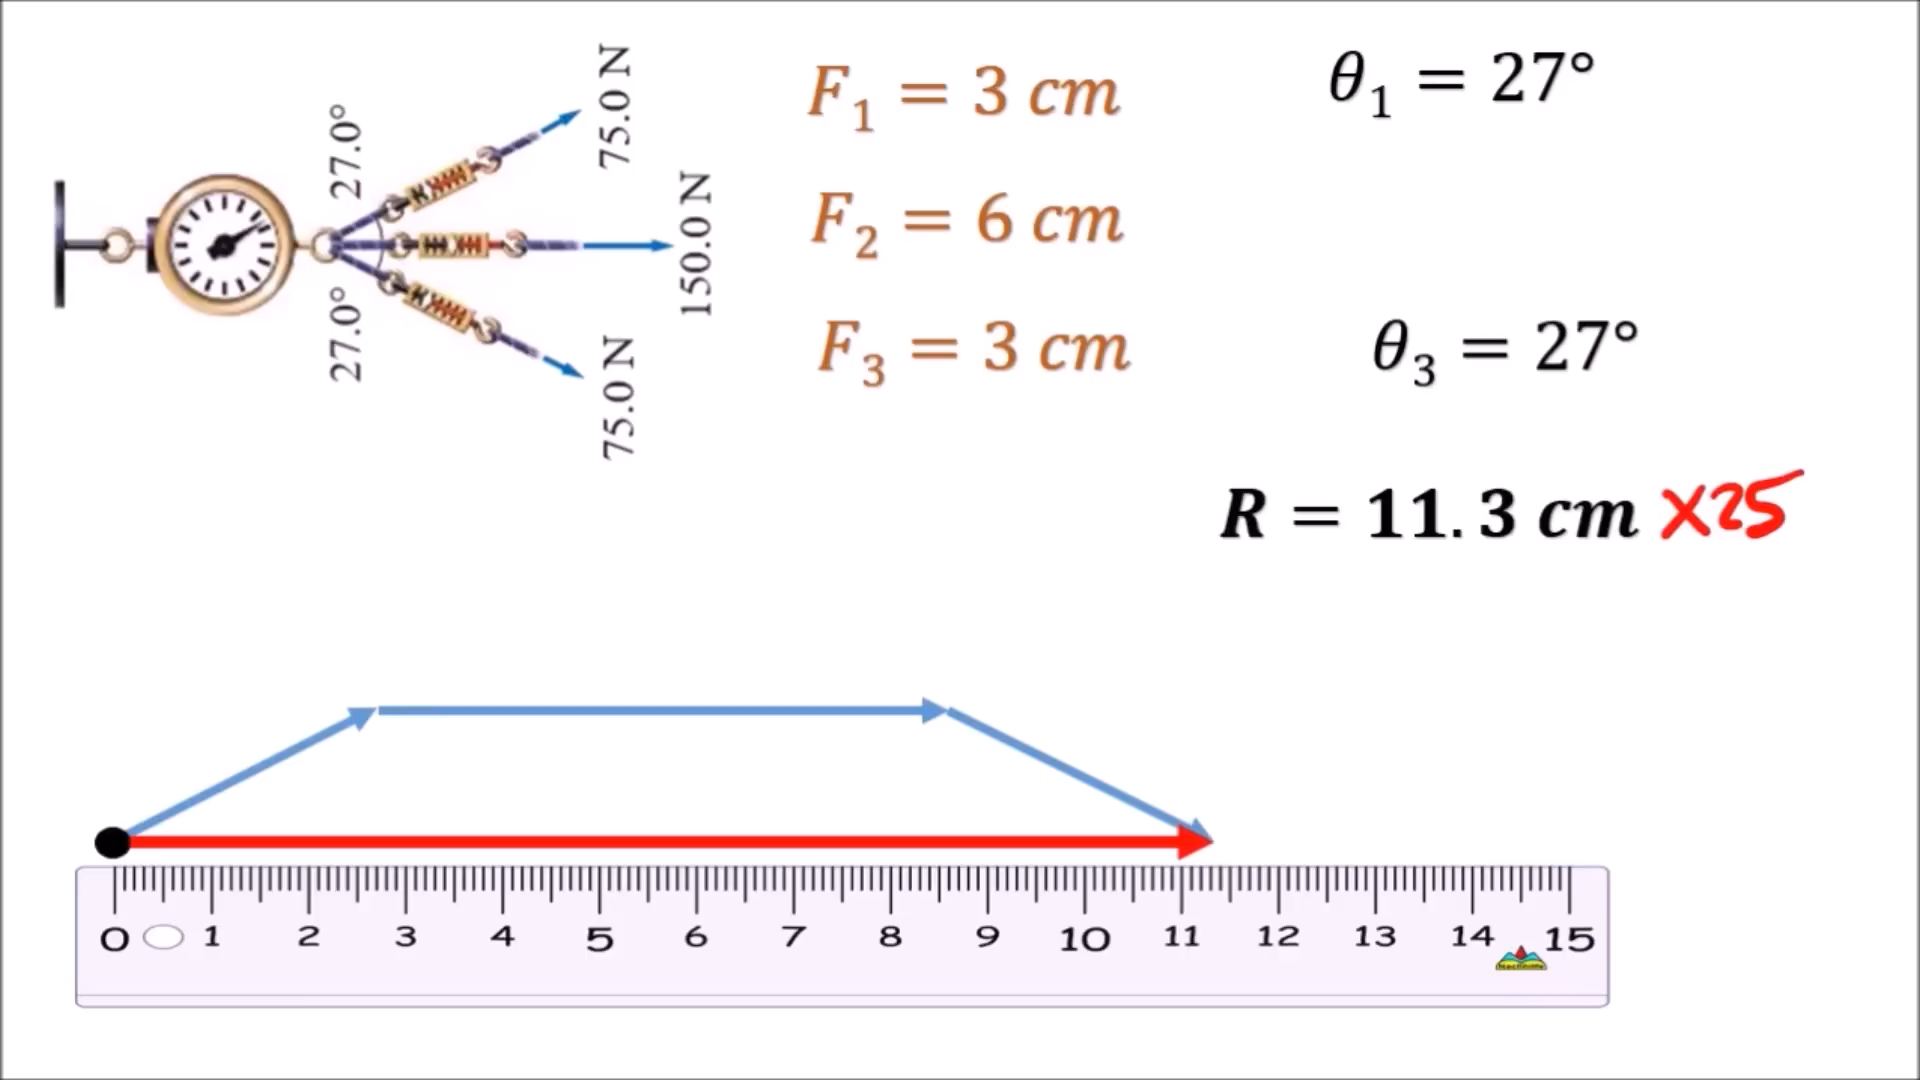 27.0°
75.0 N
150.0 N
27.0°
75.0 N
F₁ = 3 cm
θ₁ = 27°
F₂ = 6 cm
F₃ = 3 cm
θ₃ = 27°
R = 11.3 cm X25
0 1 2 3 4 5 6 7 8 9 10 11 12 13 14 15